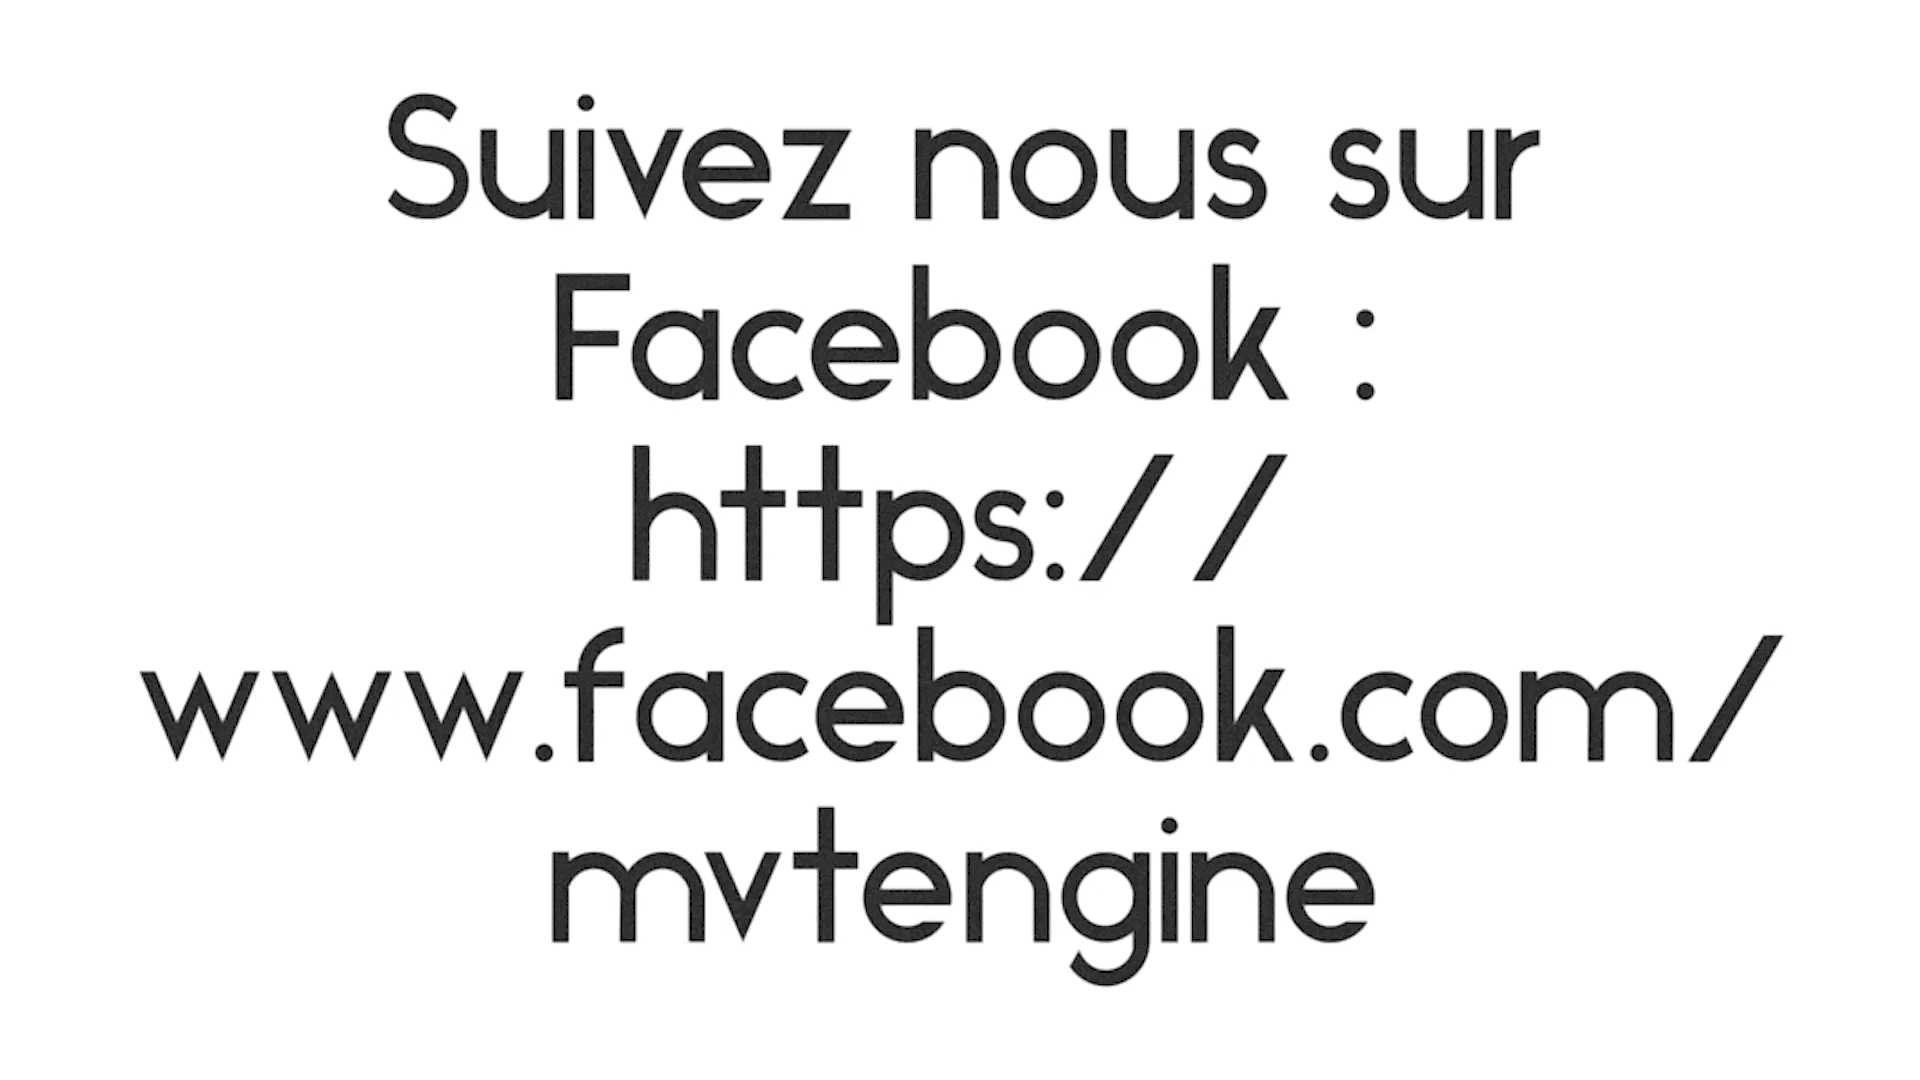 Suivez nous sur
Facebook :
https://
www.facebook.com/
mvtengine